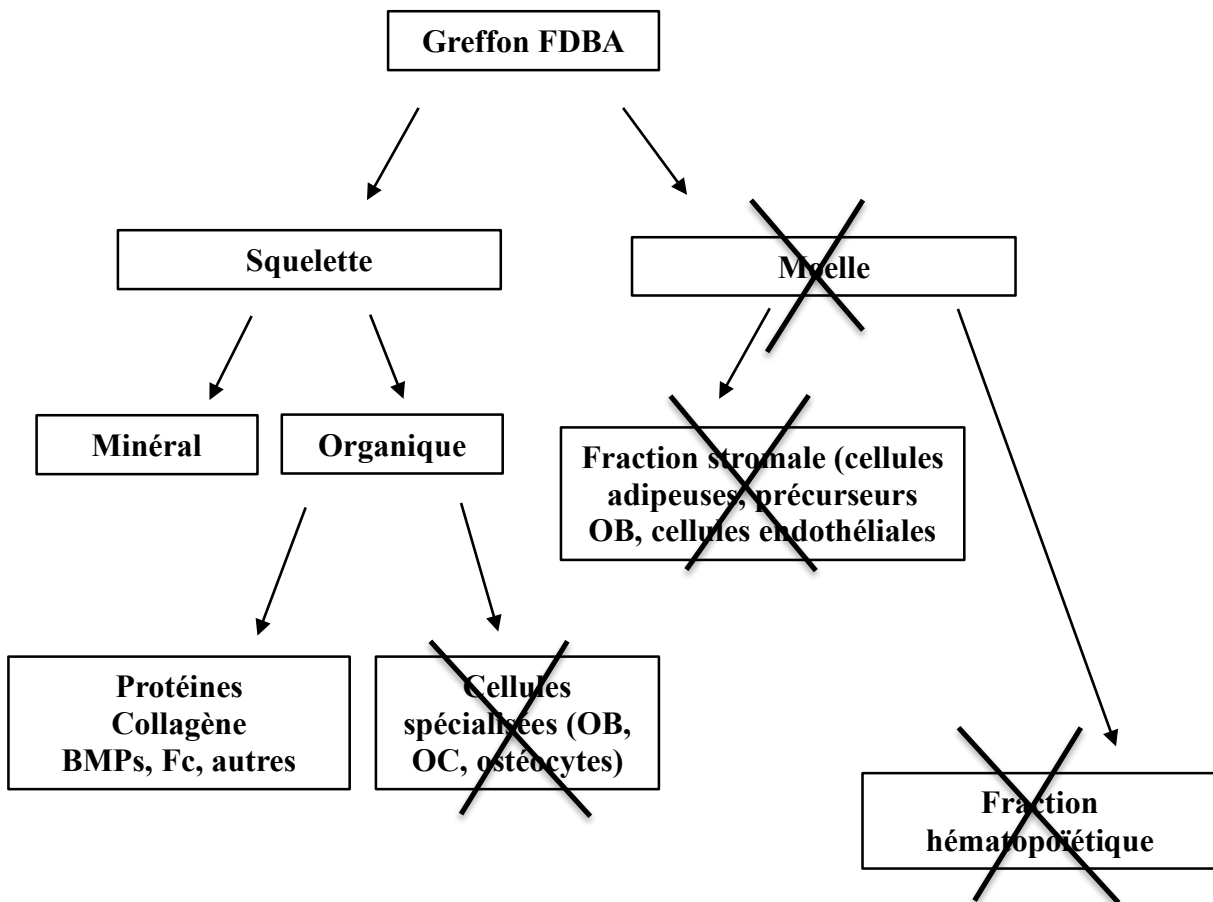 Greffon FDBA
Squelette
Moelle
Minéral
Organique
Fraction stromale (cellules
adipeuses, précurseurs
OB, cellules endothéliales
Protéines
Collagène
BMPs, Fc, autres
Cellules
spécialisées (OB,
OC, ostéocytes)
Fraction
hématopoïétique